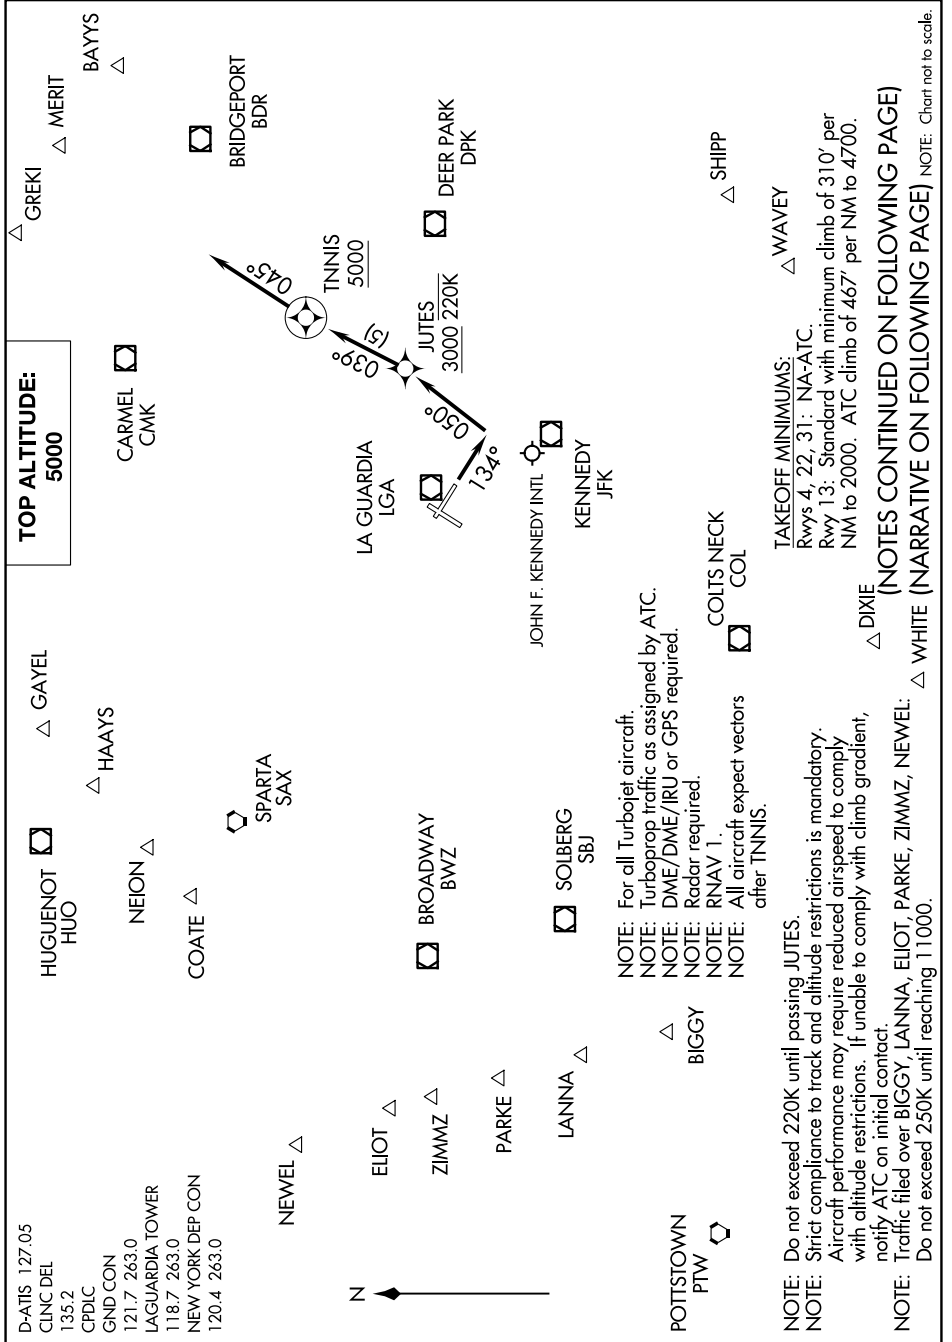 D-ATIS 127.05
CLNC DEL
135.2
CPDLC
GND CON
121.7 263.0
LAGUARDIA TOWER
118.7 263.0
NEW YORK DEP CON
120.4 263.0
TOP ALTITUDE:
5000
HUGUENOT
HUO
GAYEL
HAAYS
NEION
COATE
SPARTA
SAX
CARMEL
CMK
GREKI
MERIT
BAYYS
BRIDGEPORT
BDR
045°
TNNIS
5000
(5)
039°
JUTES
3000 220K
050°
134°
DEER PARK
DPK
LA GUARDIA
LGA
JOHN F. KENNEDY INTL
KENNEDY
JFK
NEWEL
ELIOT
ZIMMZ
PARKE
LANNA
BIGGY
BROADWAY
BWZ
SOLBERG
SBJ
N
POTTSTOWN
PTW
COLTS NECK
COL
SHIPP
WAVEY
DIXIE
WHITE
NOTE: For all Turbojet aircraft.
NOTE: Turboprop traffic as assigned by ATC.
NOTE: DME/DME/IRU or GPS required.
NOTE: Radar required.
NOTE: RNAV 1.
NOTE: All aircraft expect vectors
after TNNIS.
NOTE: Do not exceed 220K until passing JUTES.
NOTE: Strict compliance to track and altitude restrictions is mandatory.
Aircraft performance may require reduced airspeed to comply
with altitude restrictions. If unable to comply with climb gradient,
notify ATC on initial contact.
NOTE: Traffic filed over BIGGY, LANNA, ELIOT, PARKE, ZIMMZ, NEWEL:
Do not exceed 250K until reaching 11000.
TAKEOFF MINIMUMS:
Rwys 4, 22, 31: NA-ATC.
Rwy 13: Standard with minimum climb of 310' per
NM to 2000. ATC climb of 467' per NM to 4700.
(NOTES CONTINUED ON FOLLOWING PAGE)
(NARRATIVE ON FOLLOWING PAGE)
NOTE: Chart not to scale.